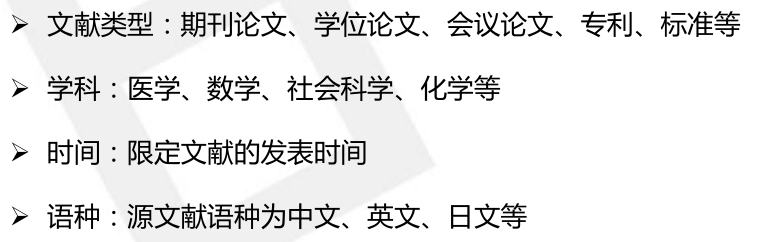 ➢ 文献类型：期刊论文、学位论文、会议论文、专利、标准等
➢ 学科：医学、数学、社会科学、化学等
➢ 时间：限定文献的发表时间
➢ 语种：源文献语种为中文、英文、日文等